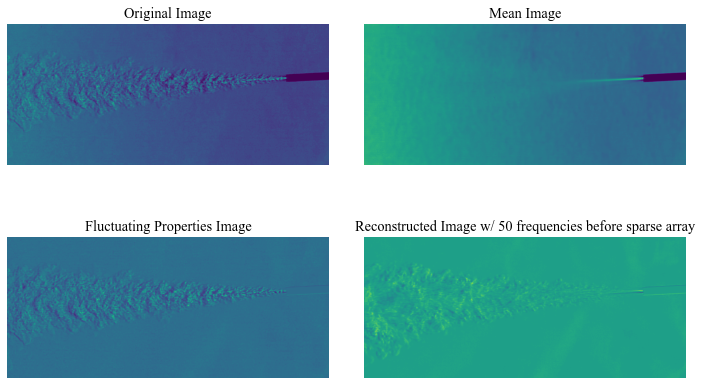 Original Image
Mean Image
Fluctuating Properties Image
Reconstructed Image w/ 50 frequencies before sparse array